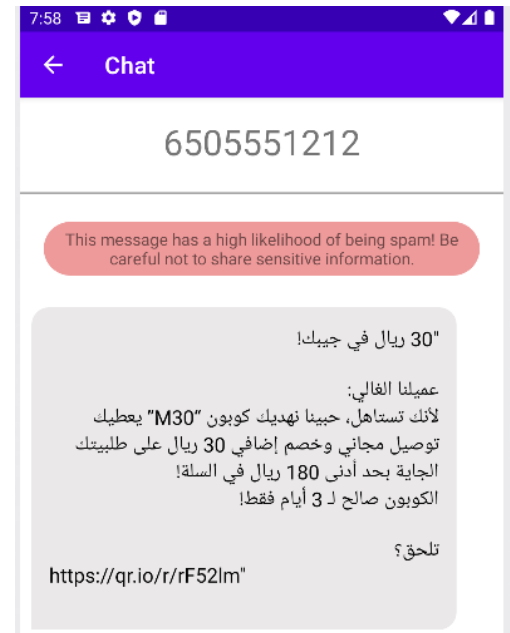 7:58
Chat
6505551212
This message has a high likelihood of being spam! Be
careful not to share sensitive information.
"30 ريال في جيبك!
عميلنا الغالي:
لأنك تستاهل، حبينا نهديك كوبون "M30" يعطيك
توصيل مجاني وخصم إضافي 30 ريال على طلبيتك
الجاية بحد أدنى 180 ريال في السلة!
الكوبون صالح لـ 3 أيام فقط!
تلحق؟
https://qr.io/r/rF52lm"